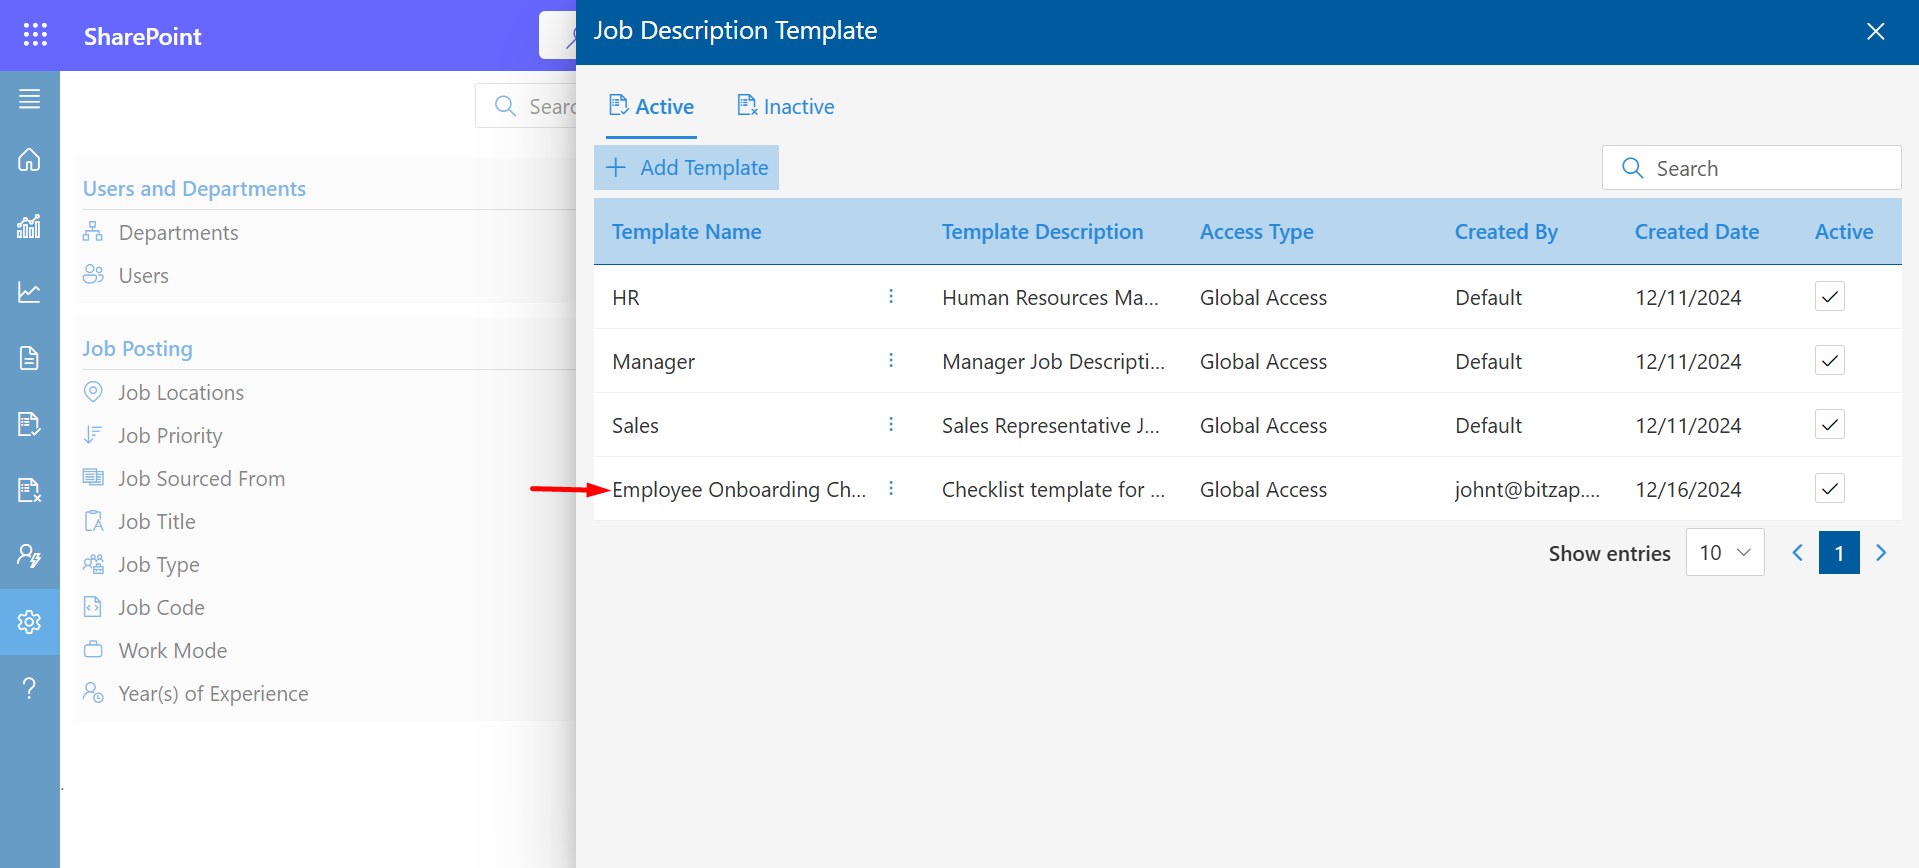 SharePoint
Job Description Template
Searc
Active
Inactive
Add Template
Search
Users and Departments
Departments
Users
Job Posting
Job Locations
Job Priority
Job Sourced From
Job Title
Job Type
Job Code
Work Mode
Year(s) of Experience
Template Name Template Description Access Type Created By Created Date Active
HR Human Resources Ma... Global Access Default 12/11/2024
Manager Manager Job Descripti... Global Access Default 12/11/2024
Sales Sales Representative J... Global Access Default 12/11/2024
Employee Onboarding Ch... Checklist template for ... Global Access johnt@bitzap.... 12/16/2024
Show entries 10 1